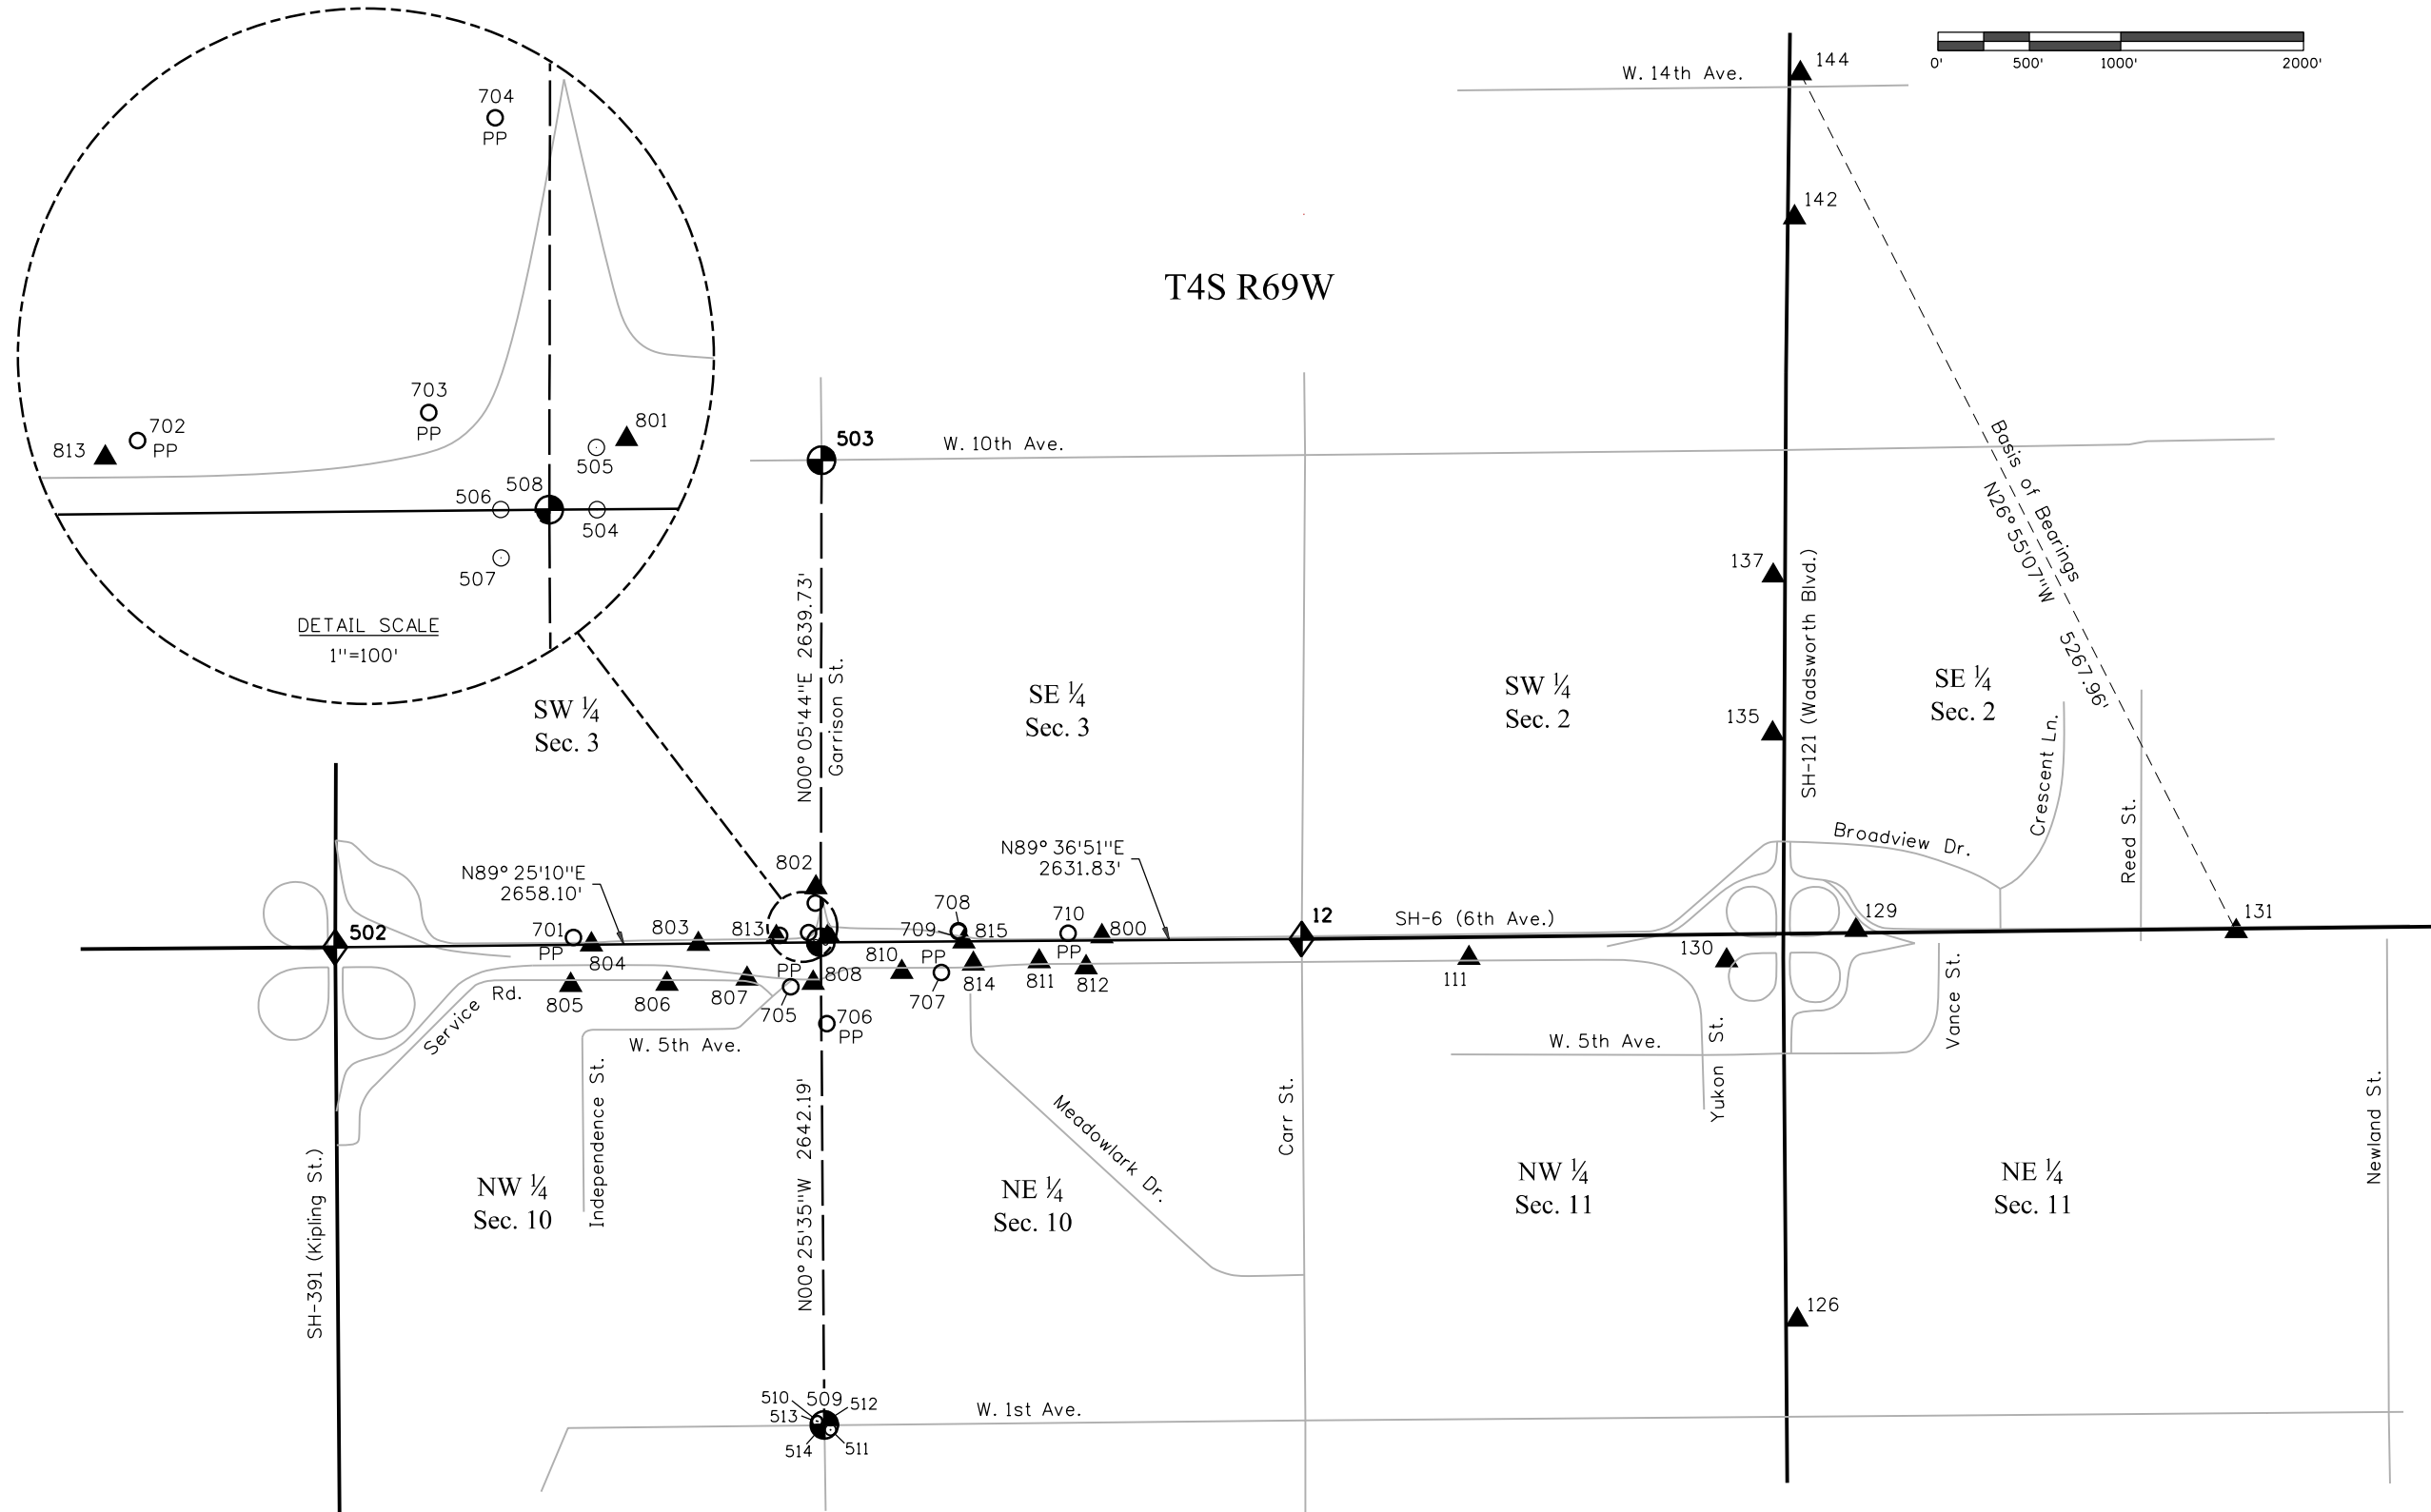 144
W. 14th Ave.
0'
500'
1000'
2000'
704
PP
142
T4S R69W
703
PP
702
PP
813
801
505
503
W. 10th Ave.
Basis of Bearings
N26° 55'07"W
5267.96'
506
508
504
507
DETAIL SCALE
1"=100'
137
SH-121 (Wadsworth Blvd.)
N00° 05'44"E 2639.73'
Garrison St.
SW ¼
Sec. 3
SE ¼
Sec. 3
SW ¼
Sec. 2
SE ¼
Sec. 2
135
Crescent Ln.
Reed St.
Broadview Dr.
N89° 25'10"E
2658.10'
802
N89° 36'51"E
2631.83'
502
701
PP
804
803
813
708
709
PP
815
710
PP
800
12
SH-6 (6th Ave.)
129
131
130
111
810
808
PP
705
706
PP
707
814
811
812
805
806
807
Service Rd.
W. 5th Ave.
W. 5th Ave.
Independence St.
Yukon St.
Vance St.
N00° 25'35"W 2642.19'
Meadowlark Dr.
Carr St.
Newland St.
SH-391 (Kipling St.)
NW ¼
Sec. 10
NE ¼
Sec. 10
NW ¼
Sec. 11
NE ¼
Sec. 11
126
510
509
512
513
514
511
W. 1st Ave.